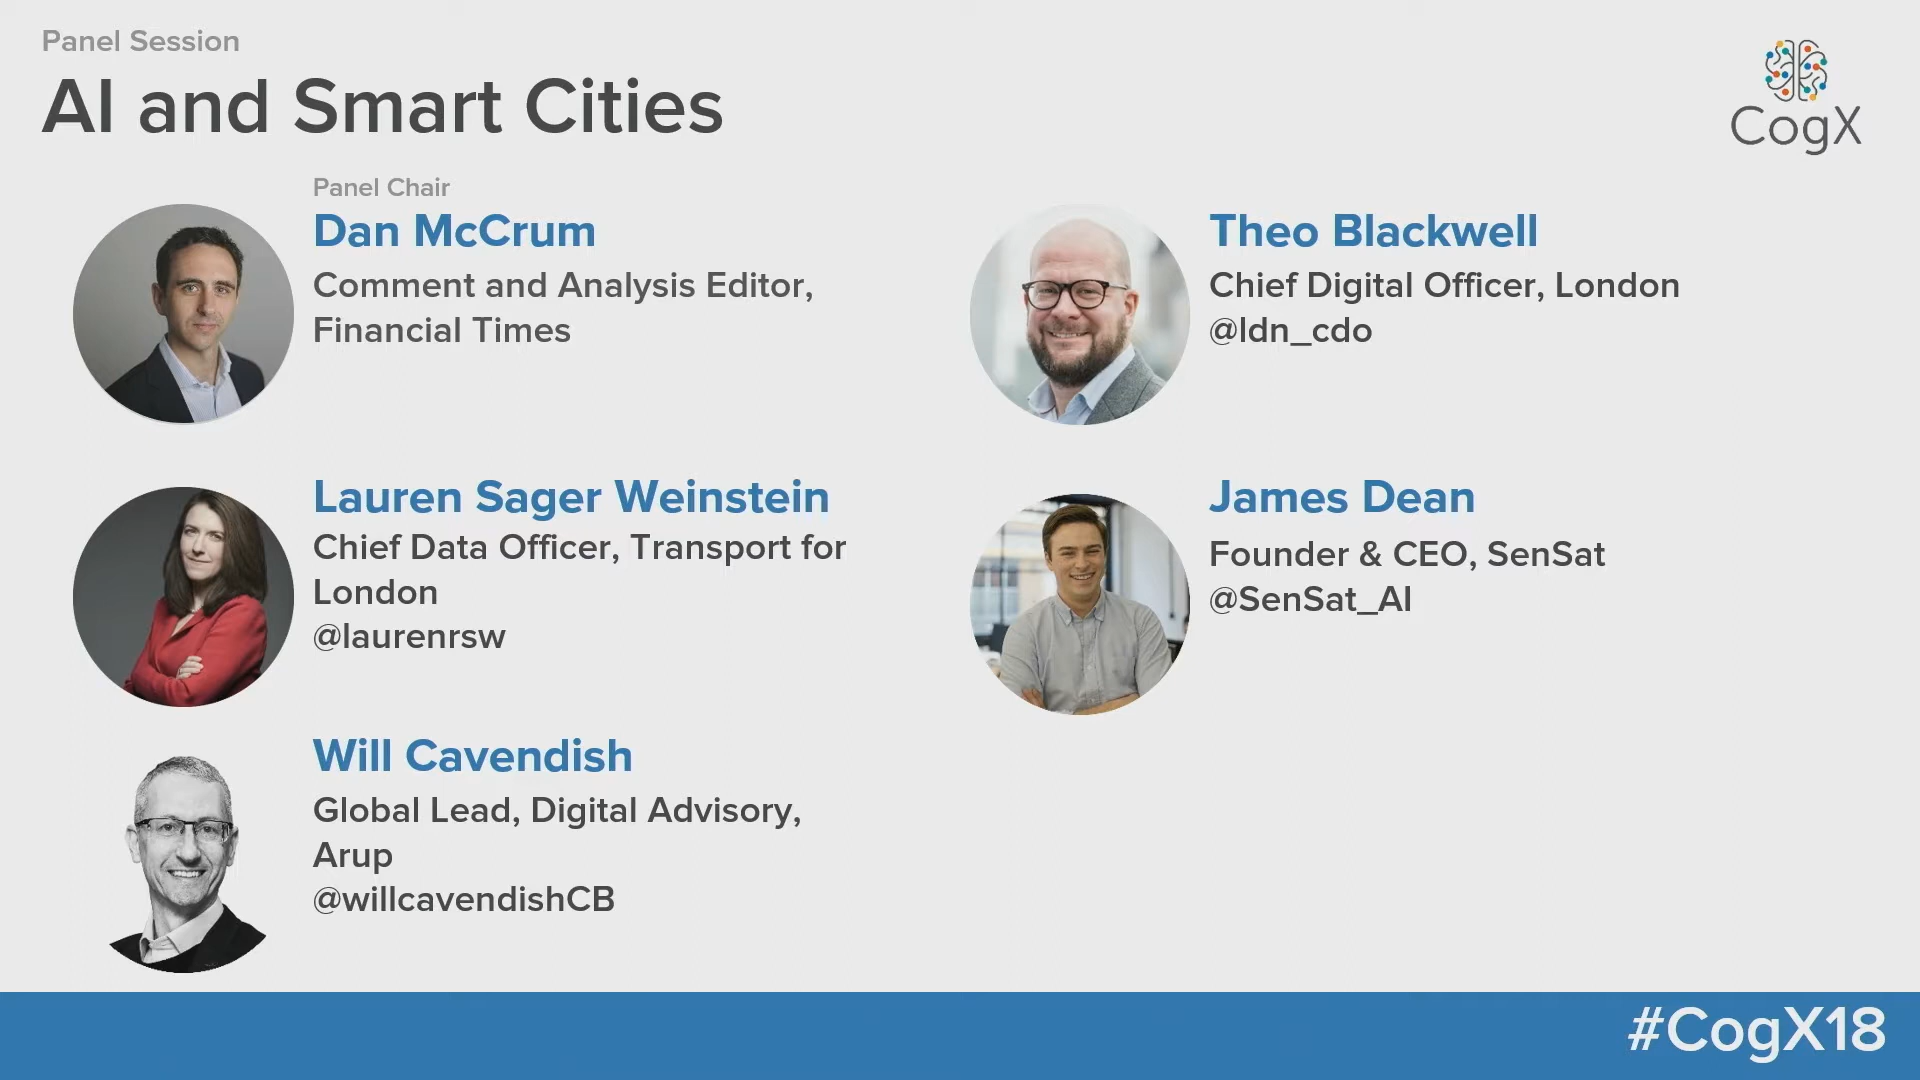 Panel Session
AI and Smart Cities
CogX
Panel Chair
Dan McCrum
Comment and Analysis Editor,
Financial Times
Theo Blackwell
Chief Digital Officer, London
@ldn_cdo
Lauren Sager Weinstein
Chief Data Officer, Transport for
London
@laurenrsw
James Dean
Founder & CEO, SenSat
@SenSat_AI
Will Cavendish
Global Lead, Digital Advisory,
Arup
@willcavendishCB
#CogX18